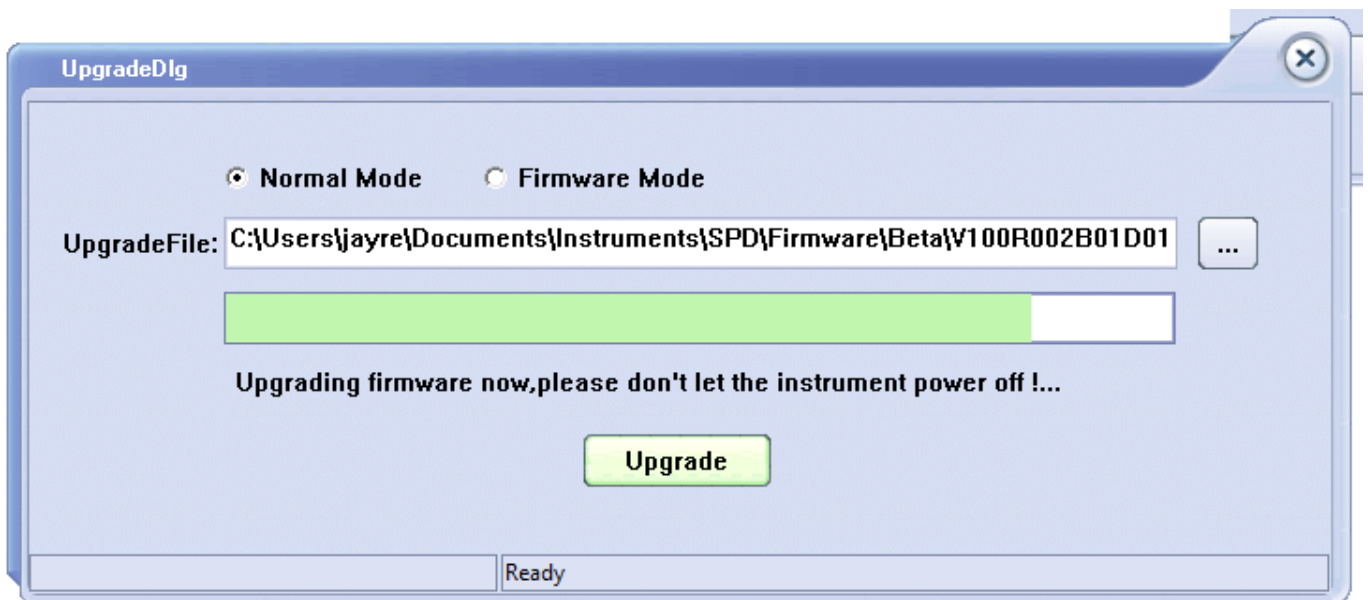 UpgradeDlg
Normal Mode Firmware Mode
UpgradeFile: C:\Users\jayre\Documents\Instruments\SPD\Firmware\Beta\V100R002B01D01 ...
Upgrading firmware now,please don't let the instrument power off !...
Upgrade
Ready